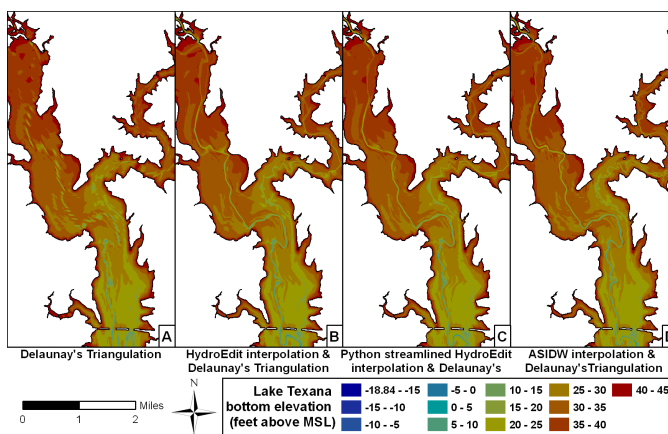 A
B
C
D
Delaunay's Triangulation
HydroEdit interpolation &
Delaunay's Triangulation
Python streamlined HydroEdit
interpolation & Delaunay's
ASIDW interpolation &
Delaunay'sTriangulation
N
Miles
0 1 2
Lake Texana
bottom elevation
(feet above MSL)
-18.84 - -15
-15 - -10
-10 - -5
-5 - 0
0 - 5
5 - 10
10 - 15
15 - 20
20 - 25
25 - 30
30 - 35
35 - 40
40 - 45